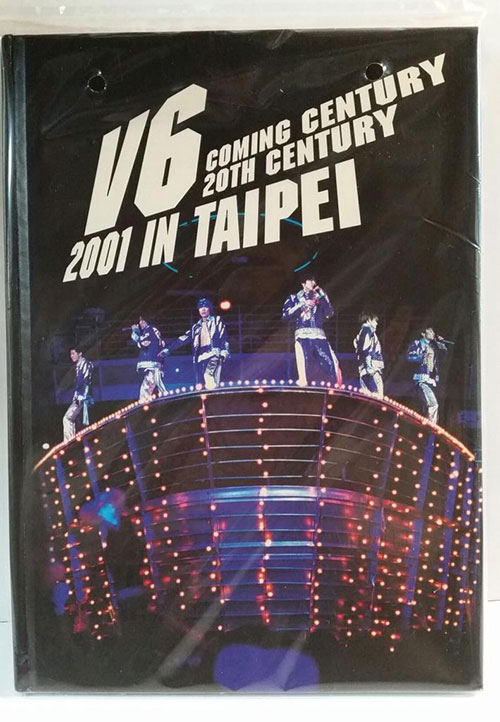 V6
COMING CENTURY
20TH CENTURY
2001 IN TAIPEI